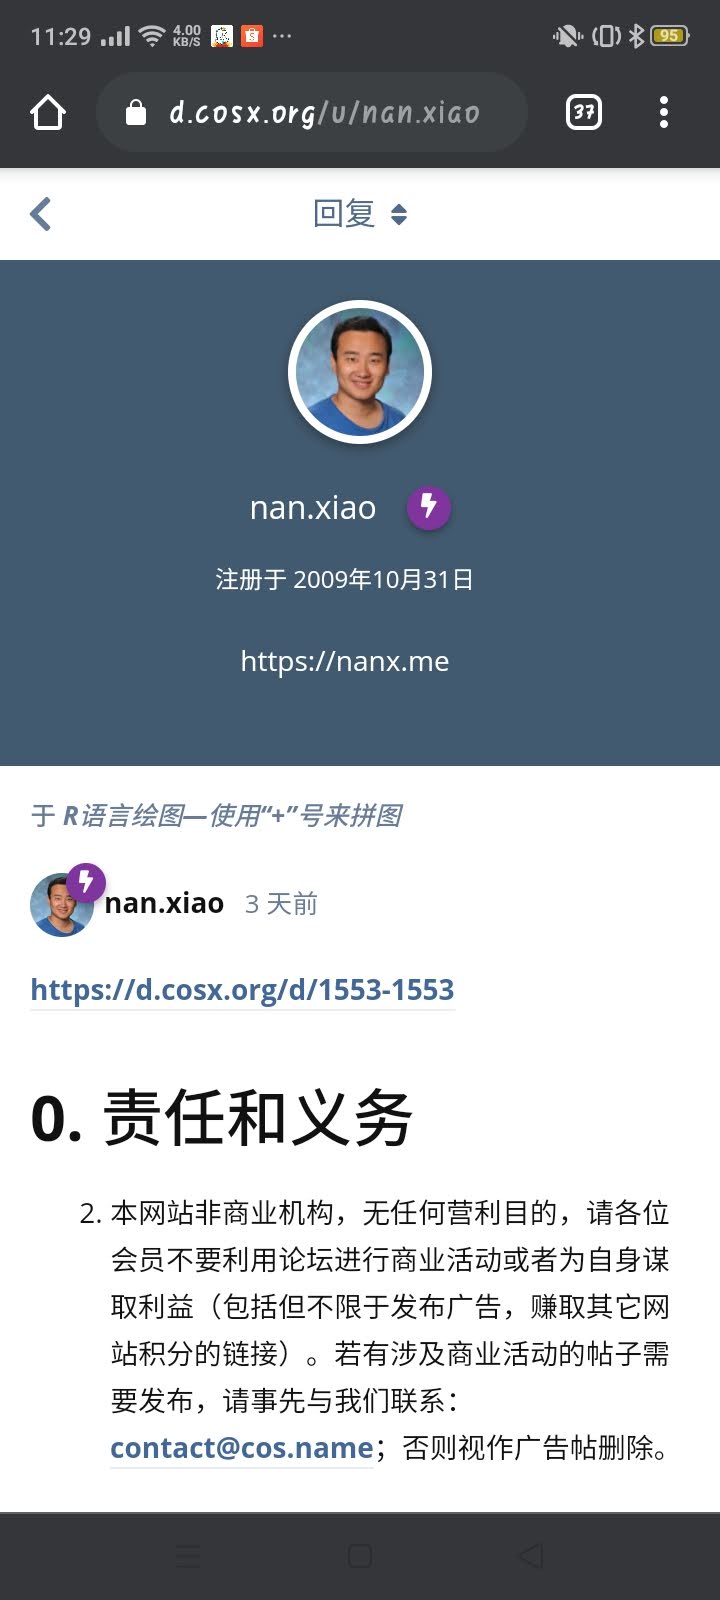 11:29
4.00
KB/S
95
d.cosx.org/u/nan.xiao
37
回复
nan.xiao
注册于 2009年10月31日
https://nanx.me
于 R语言绘图—使用“+”号来拼图
nan.xiao 3 天前
https://d.cosx.org/d/1553-1553
0. 责任和义务
2. 本网站非商业机构，无任何营利目的，请各位
会员不要利用论坛进行商业活动或者为自身谋
取利益（包括但不限于发布广告，赚取其它网
站积分的链接）。若有涉及商业活动的帖子需
要发布，请事先与我们联系：
contact@cos.name；否则视作广告帖删除。